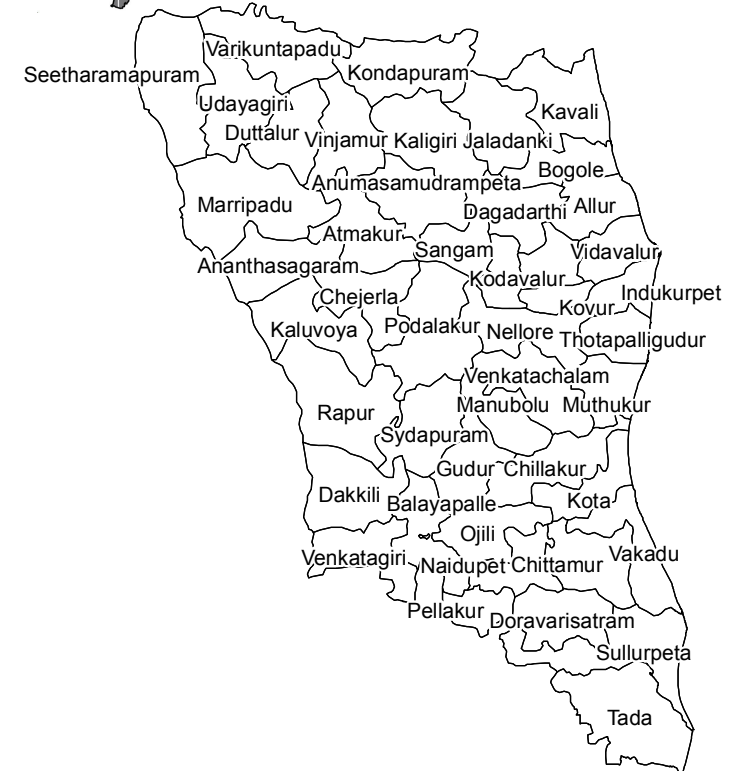 Varikuntapadu
Seetharamapuram
Kondapuram
Udayagiri
Kavali
Duttalur
Vinjamur
Kaligiri
Jaladanki
Bogole
Anumasamudrampeta
Marripadu
Dagadarthi
Allur
Atmakur
Sangam
Vidavalur
Ananthasagaram
Kodavalur
Chejerla
Indukurpet
Kovur
Kaluvoya
Podalakur
Nellore
Thotapalligudur
Venkatachalam
Rapur
Manubolu
Muthukur
Sydapuram
Gudur
Chillakur
Dakkili
Balayapalle
Kota
Ojili
Venkatagiri
Naidupet
Chittamur
Vakadu
Pellakur
Doravarisatram
Sullurpeta
Tada